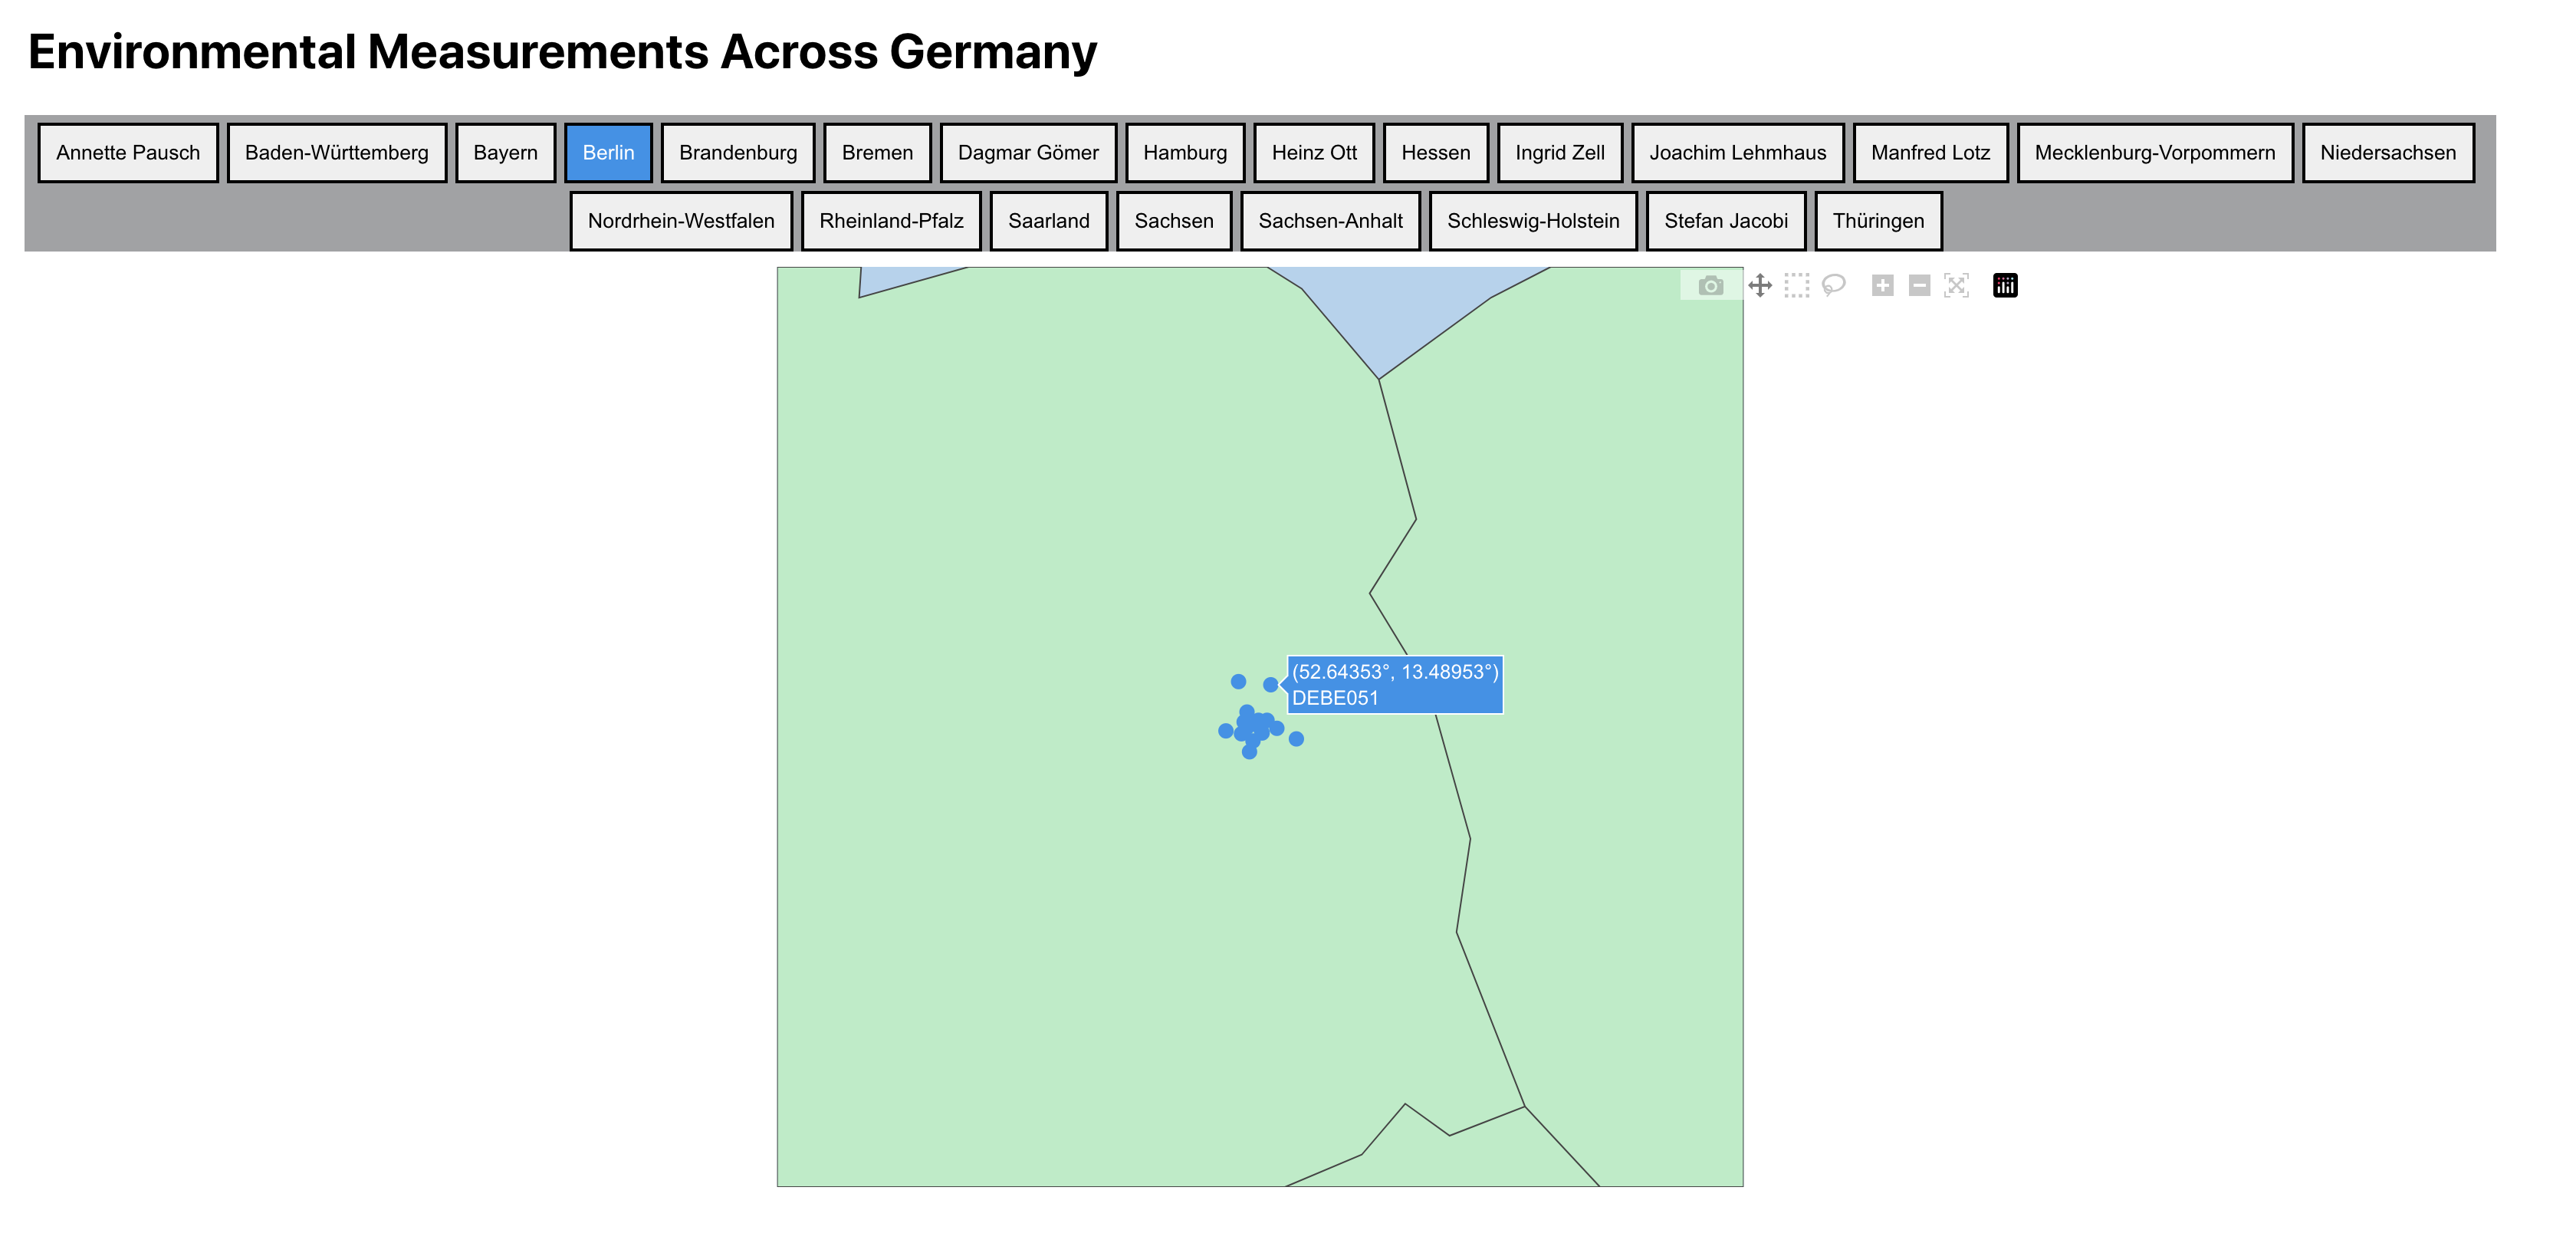 Environmental Measurements Across Germany
Annette Pausch Baden-Württemberg Bayern Berlin Brandenburg Bremen Dagmar Gömer Hamburg Heinz Ott Hessen Ingrid Zell Joachim Lehmhaus Manfred Lotz Mecklenburg-Vorpommern Niedersachsen
Nordrhein-Westfalen Rheinland-Pfalz Saarland Sachsen Sachsen-Anhalt Schleswig-Holstein Stefan Jacobi Thüringen
(52.64353°, 13.48953°)
DEBE051